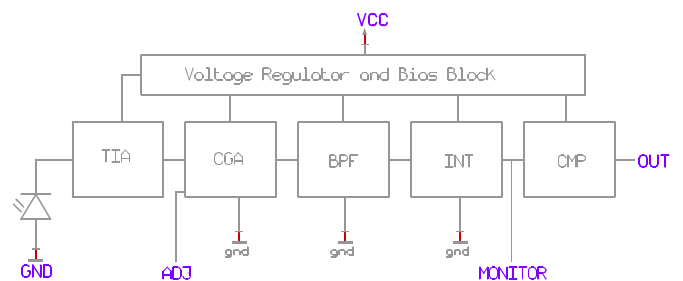 VCC
Voltage Regulator and Bias Block
TIA CGA BPF INT CMP OUT
gnd gnd gnd
GND ADJ MONITOR